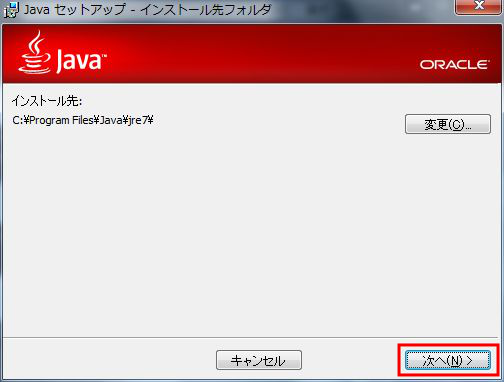 Java セットアップ - インストール先フォルダ
Java™
ORACLE
インストール先:
C:¥Program Files¥Java¥jre7¥
変更(C)...
キャンセル
次へ(N) >